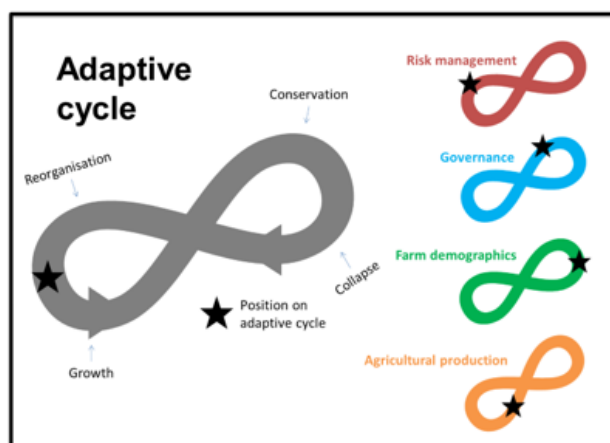 Adaptive
cycle
Conservation
Reorganisation
Collapse
Position on
adaptive cycle
Growth
Risk management
Governance
Farm demographics
Agricultural production